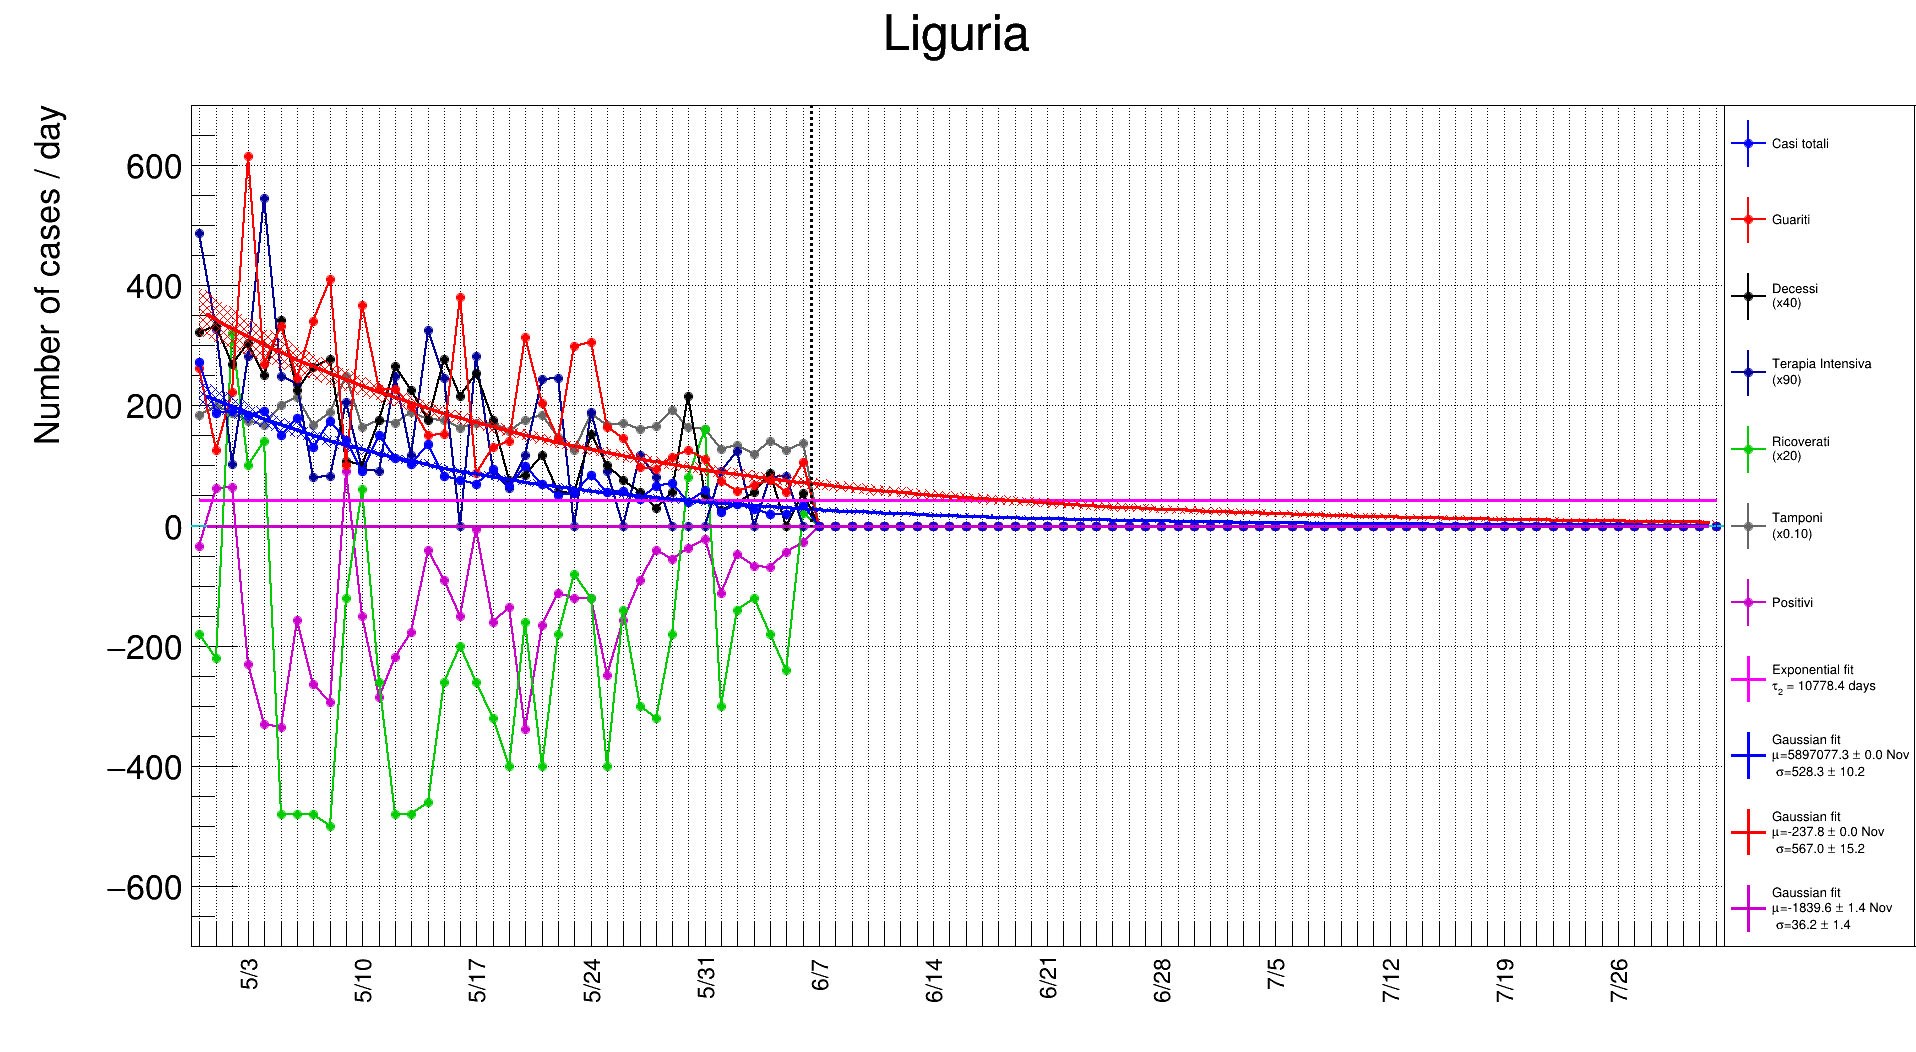 Liguria
Number of cases / day
600
400
200
0
−200
−400
−600
5/3
5/10
5/17
5/24
5/31
6/7
6/14
6/21
6/28
7/5
7/12
7/19
7/26
Casi totali
Guariti
Decessi
(x40)
Terapia Intensiva
(x90)
Ricoverati
(x20)
Tamponi
(x0.10)
Positivi
Exponential fit
τ2 = 10778.4 days
Gaussian fit
μ=5897077.3 ± 0.0 Nov
σ=528.3 ± 10.2
Gaussian fit
μ=-237.8 ± 0.0 Nov
σ=567.0 ± 15.2
Gaussian fit
μ=-1839.6 ± 1.4 Nov
σ=36.2 ± 1.4